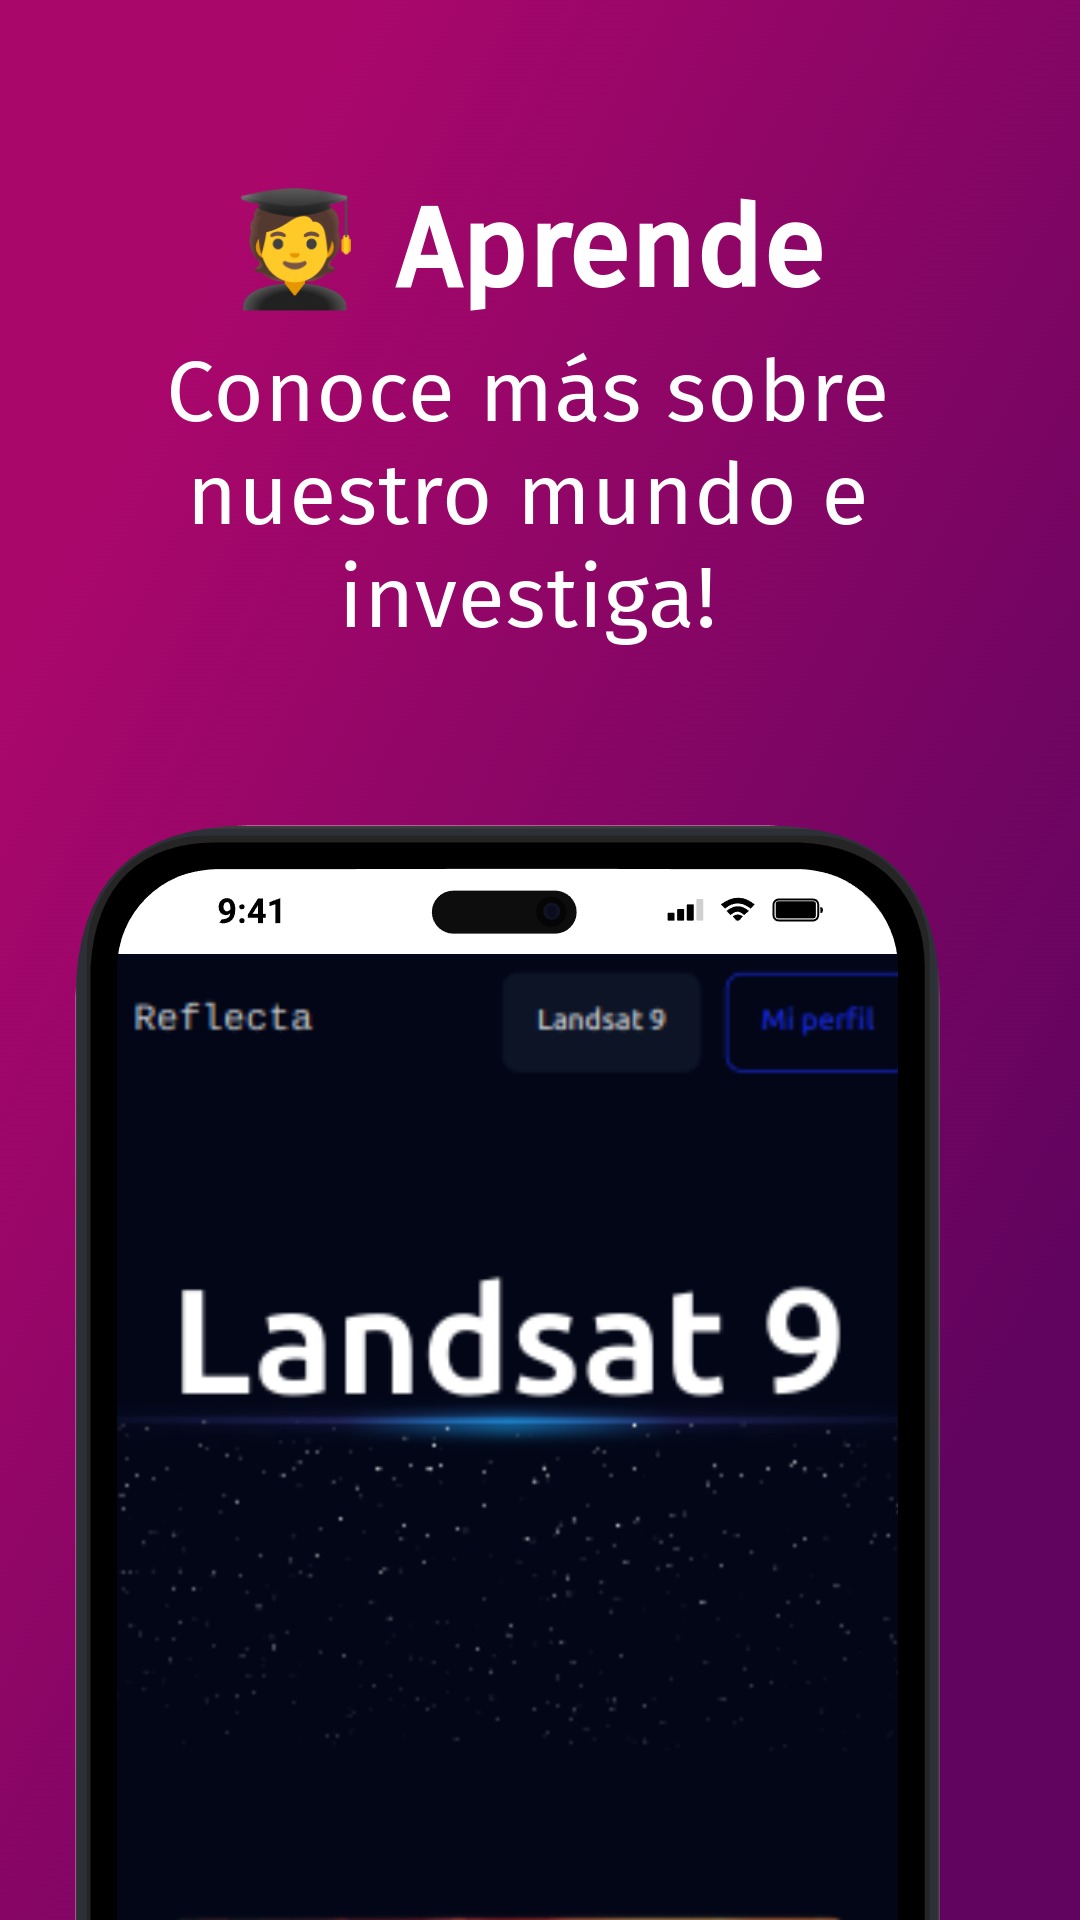 Aprende
Conoce más sobre
nuestro mundo e
investiga!
9:41
Reflecta
Landsat 9
Mi perfil
Landsat 9